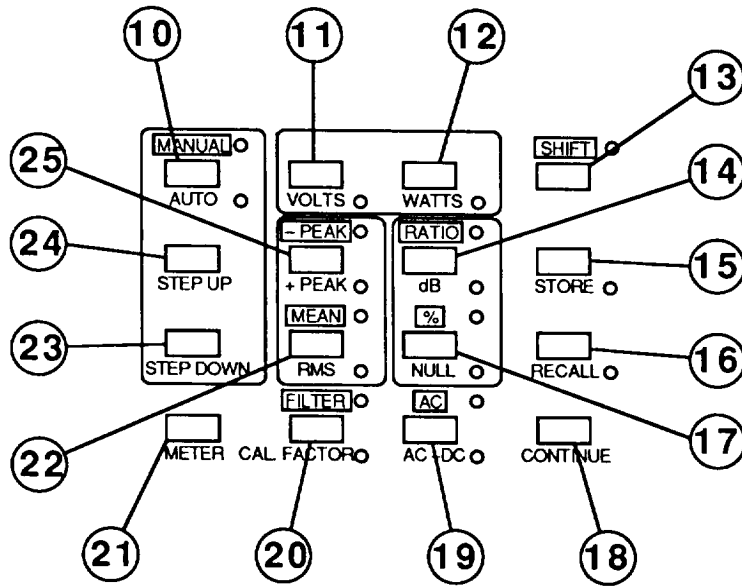 10 11 12 13
MANUAL SHIFT
25 14
AUTO VOLTS WATTS
- PEAK RATIO
24 15
STEP UP + PEAK dB STORE
MEAN %
23 16
STEP DOWN RMS NULL RECALL
FILTER AC
22 17
METER CAL. FACTOR AC+DC CONTINUE
21 20 19 18